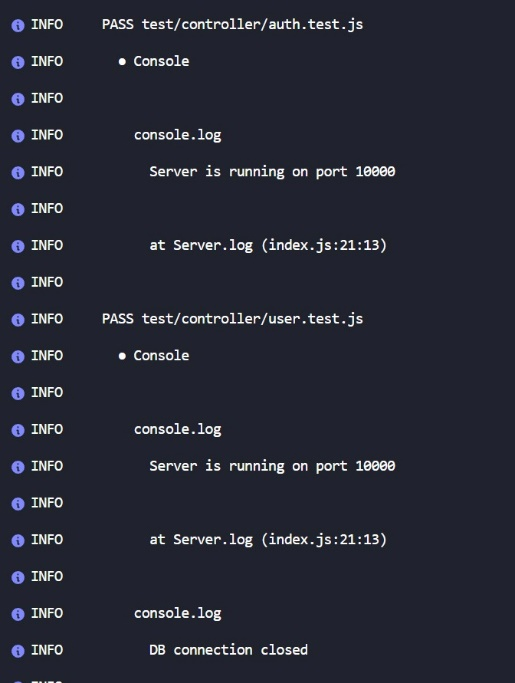 INFO PASS test/controller/auth.test.js
INFO ● Console
INFO
INFO console.log
INFO Server is running on port 10000
INFO
INFO at Server.log (index.js:21:13)
INFO
INFO PASS test/controller/user.test.js
INFO ● Console
INFO
INFO console.log
INFO Server is running on port 10000
INFO
INFO at Server.log (index.js:21:13)
INFO
INFO console.log
INFO DB connection closed